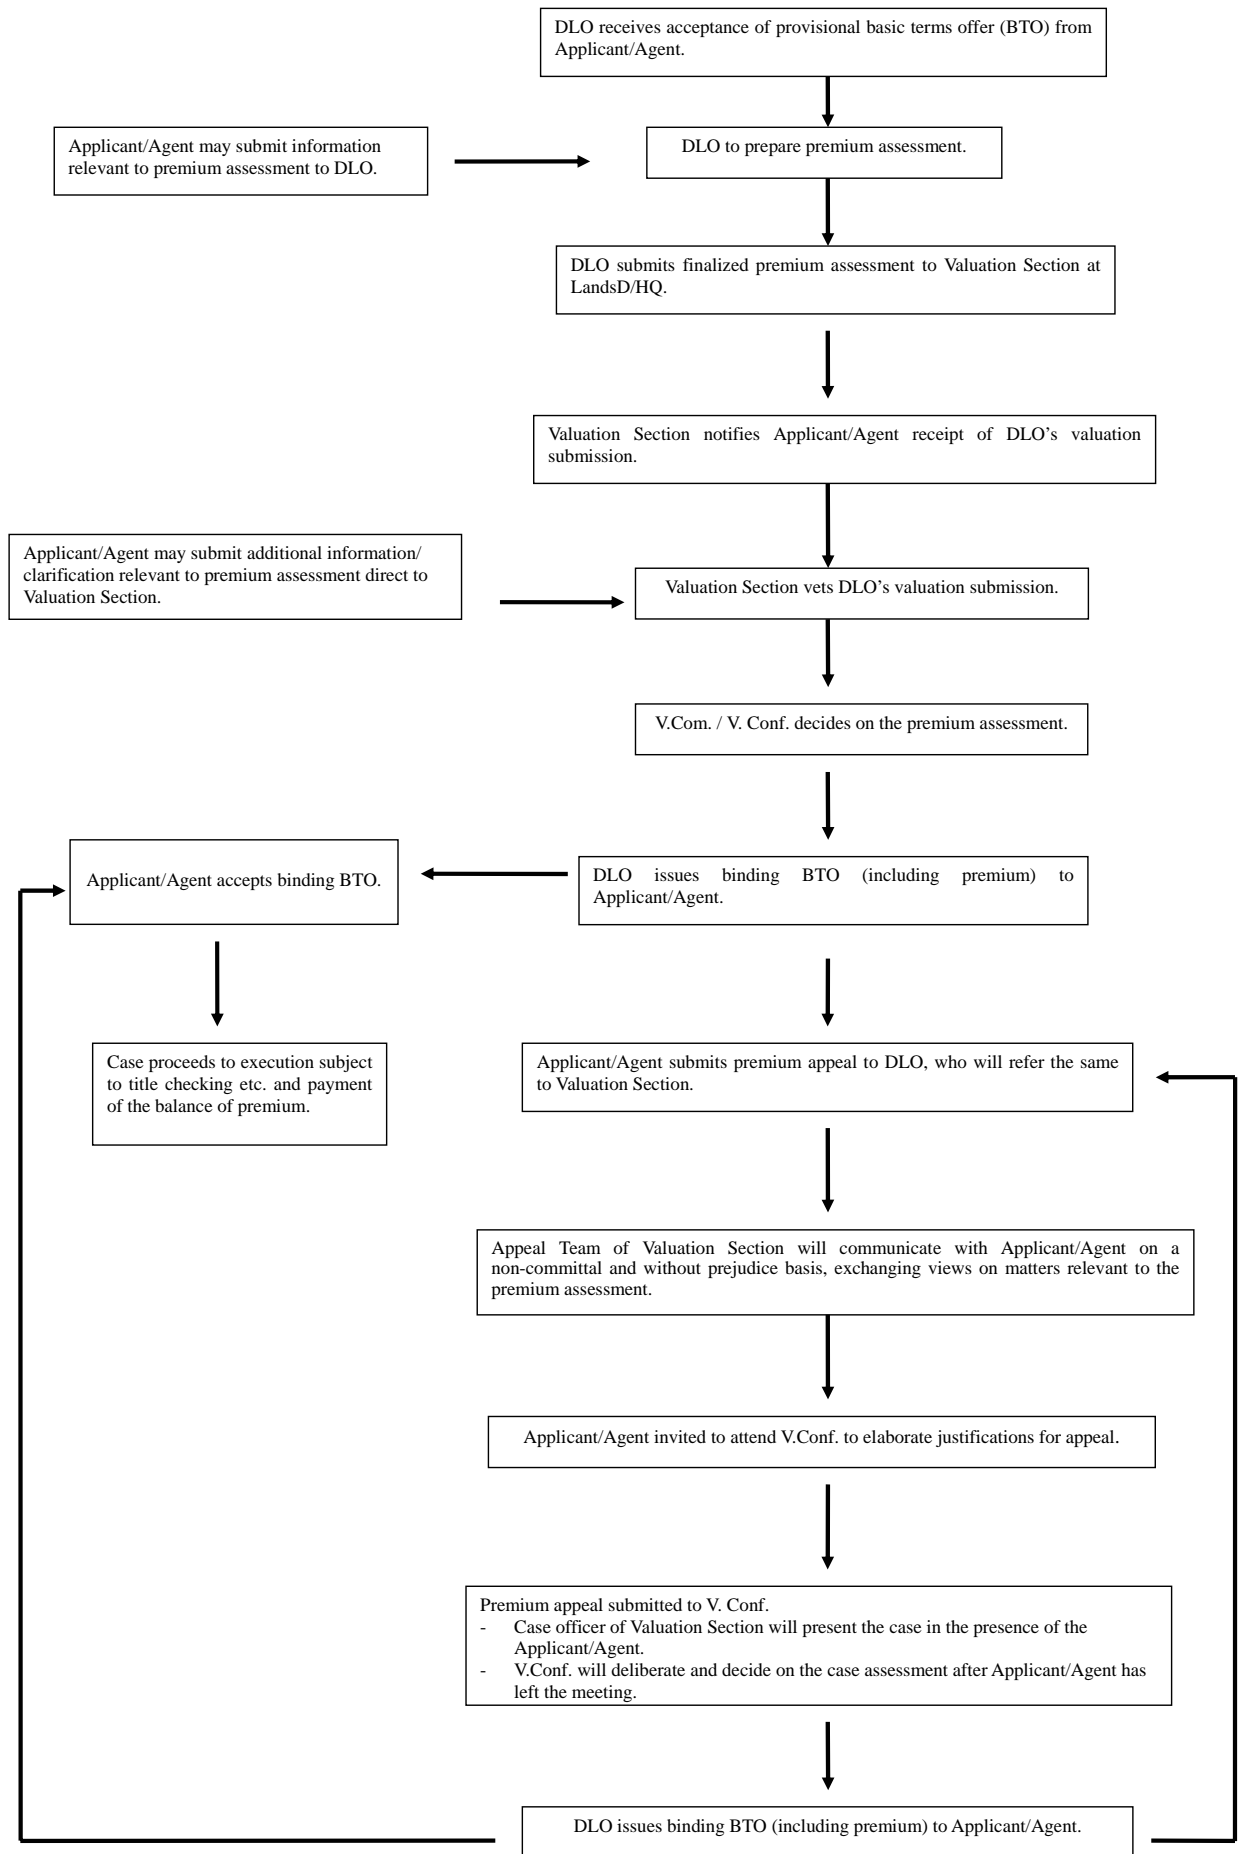 DLO receives acceptance of provisional basic terms offer (BTO) from
Applicant/Agent.
Applicant/Agent may submit information
relevant to premium assessment to DLO.
DLO to prepare premium assessment.
DLO submits finalized premium assessment to Valuation Section at
LandsD/HQ.
Valuation Section notifies Applicant/Agent receipt of DLO's valuation
submission.
Applicant/Agent may submit additional information/
clarification relevant to premium assessment direct to
Valuation Section.
Valuation Section vets DLO's valuation submission.
V.Com. / V. Conf. decides on the premium assessment.
Applicant/Agent accepts binding BTO.
DLO issues binding BTO (including premium) to
Applicant/Agent.
Case proceeds to execution subject
to title checking etc. and payment
of the balance of premium.
Applicant/Agent submits premium appeal to DLO, who will refer the same
to Valuation Section.
Appeal Team of Valuation Section will communicate with Applicant/Agent on a
non-committal and without prejudice basis, exchanging views on matters relevant to the
premium assessment.
Applicant/Agent invited to attend V.Conf. to elaborate justifications for appeal.
Premium appeal submitted to V. Conf.
- Case officer of Valuation Section will present the case in the presence of the
Applicant/Agent.
- V.Conf. will deliberate and decide on the case assessment after Applicant/Agent has
left the meeting.
DLO issues binding BTO (including premium) to Applicant/Agent.